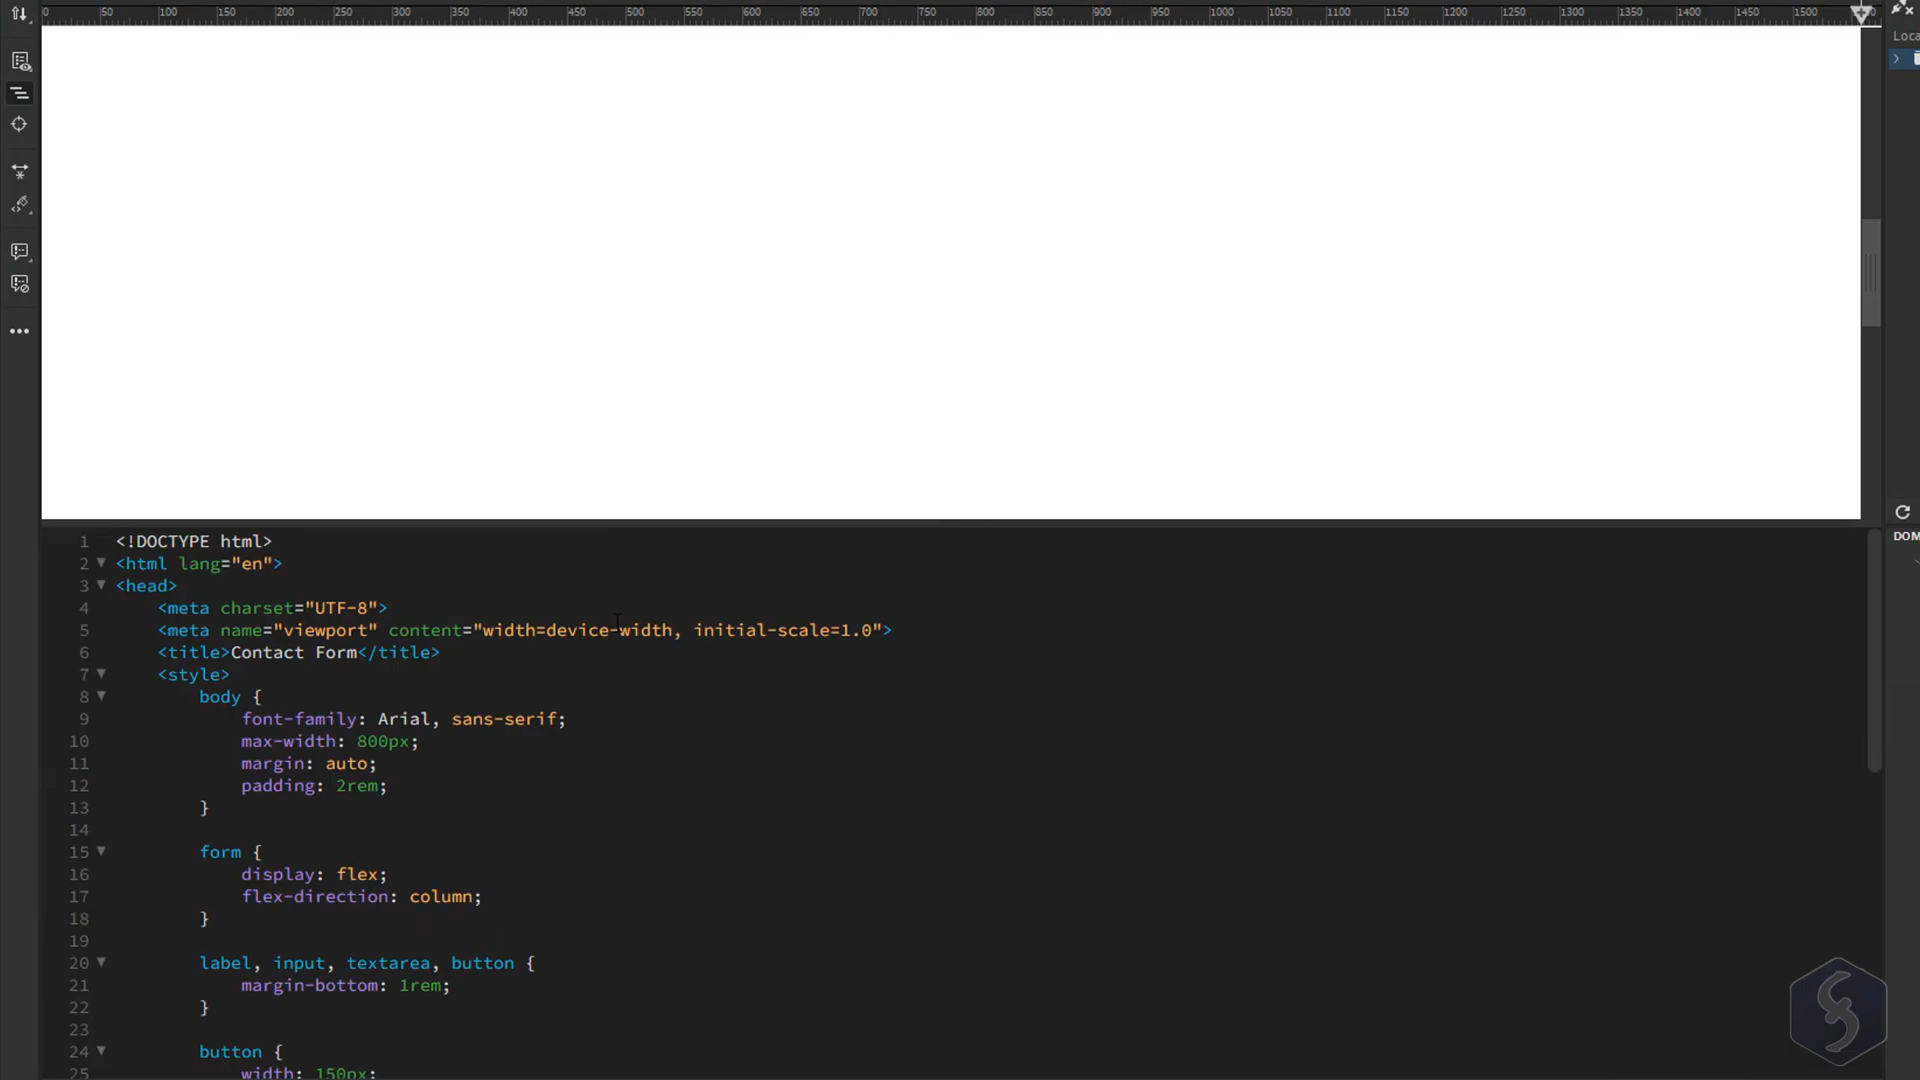 0 50 100 150 200 250 300 350 400 450 500 550 600 650 700 750 800 850 900 950 1000 1050 1100 1150 1200 1250 1300 1350 1400 1450 1500
Loca
DOM
1 <!DOCTYPE html>
2 <html lang="en">
3 <head>
4 <meta charset="UTF-8">
5 <meta name="viewport" content="width=device-width, initial-scale=1.0">
6 <title>Contact Form</title>
7 <style>
8 body {
9 font-family: Arial, sans-serif;
10 max-width: 800px;
11 margin: auto;
12 padding: 2rem;
13 }
14
15 form {
16 display: flex;
17 flex-direction: column;
18 }
19
20 label, input, textarea, button {
21 margin-bottom: 1rem;
22 }
23
24 button {
25 width: 150px;